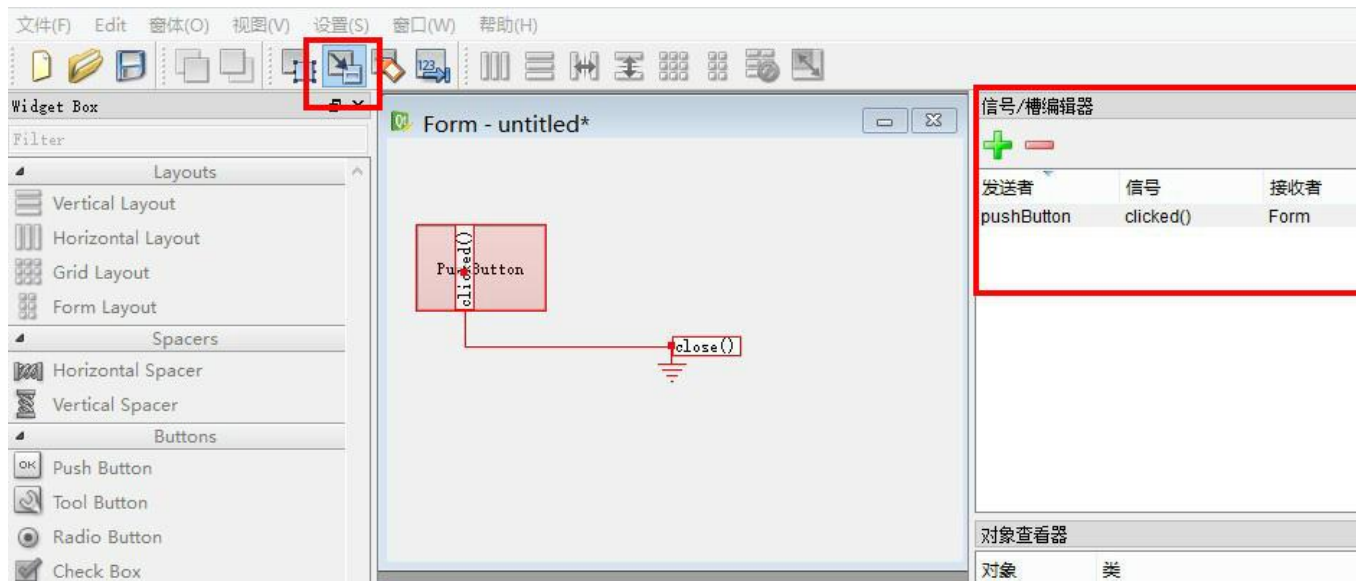 文件(F) Edit 窗体(O) 视图(V) 设置(S) 窗口(W) 帮助(H)
123
Widget Box
Filter
Layouts
Vertical Layout
Horizontal Layout
Grid Layout
Form Layout
Spacers
Horizontal Spacer
Vertical Spacer
Buttons
OK Push Button
Tool Button
Radio Button
Check Box
Form - untitled*
clicked()
close()
信号/槽编辑器
发送者 信号 接收者
pushButton clicked() Form
对象查看器
对象 类